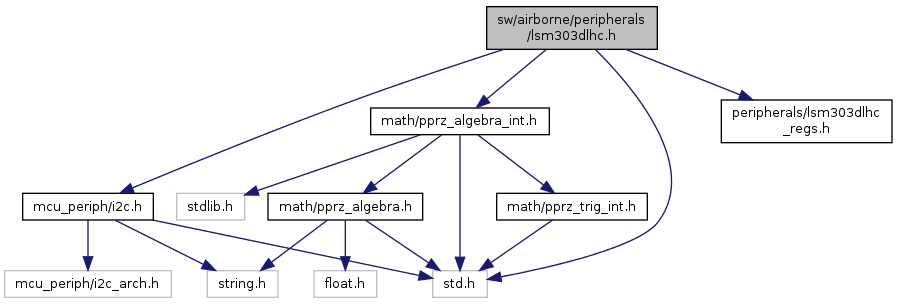 sw/airborne/peripherals
/lsm303dlhc.h
math/pprz_algebra_int.h
peripherals/lsm303dlhc
_regs.h
mcu_periph/i2c.h
stdlib.h
math/pprz_algebra.h
math/pprz_trig_int.h
mcu_periph/i2c_arch.h
string.h
float.h
std.h